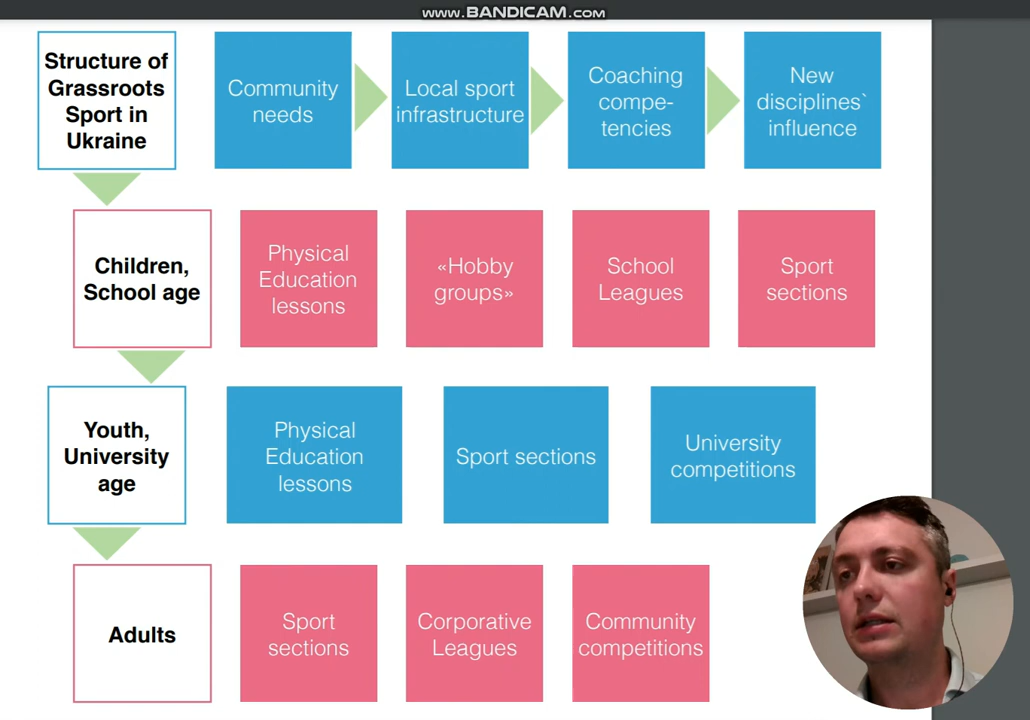 www.BANDICAM.com
Structure of
Grassroots
Sport in
Ukraine
Community
needs
Local sport
infrastructure
Coaching
compe-
tencies
New
disciplines`
influence
Children,
School age
Physical
Education
lessons
«Hobby
groups»
School
Leagues
Sport
sections
Youth,
University
age
Physical
Education
lessons
Sport sections
University
competitions
Adults
Sport
sections
Corporative
Leagues
Community
competitions